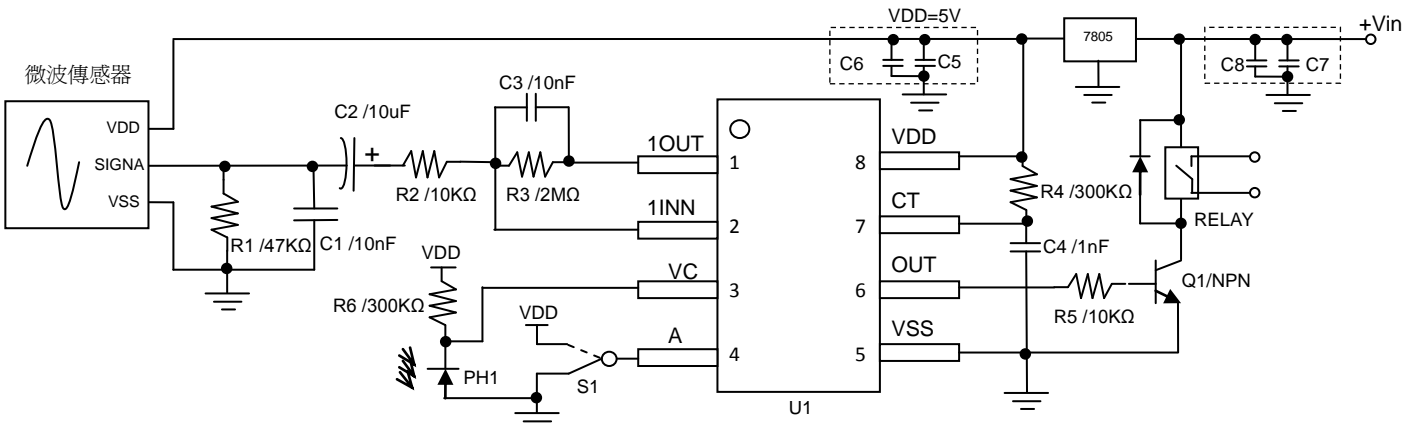 VDD=5V
+Vin
7805
微波傳感器
C6
C5
C8
C7
C3 /10nF
C2 /10uF
VDD
+
1OUT
VDD
SIGNA
1
8
R2 /10KΩ
R3 /2MΩ
R4 /300KΩ
VSS
CT
1INN
2
7
RELAY
R1 /47KΩ
C1 /10nF
C4 /1nF
VDD
VC
OUT
3
6
Q1/NPN
R6 /300KΩ
VDD
R5 /10KΩ
A
VSS
4
5
PH1
S1
U1